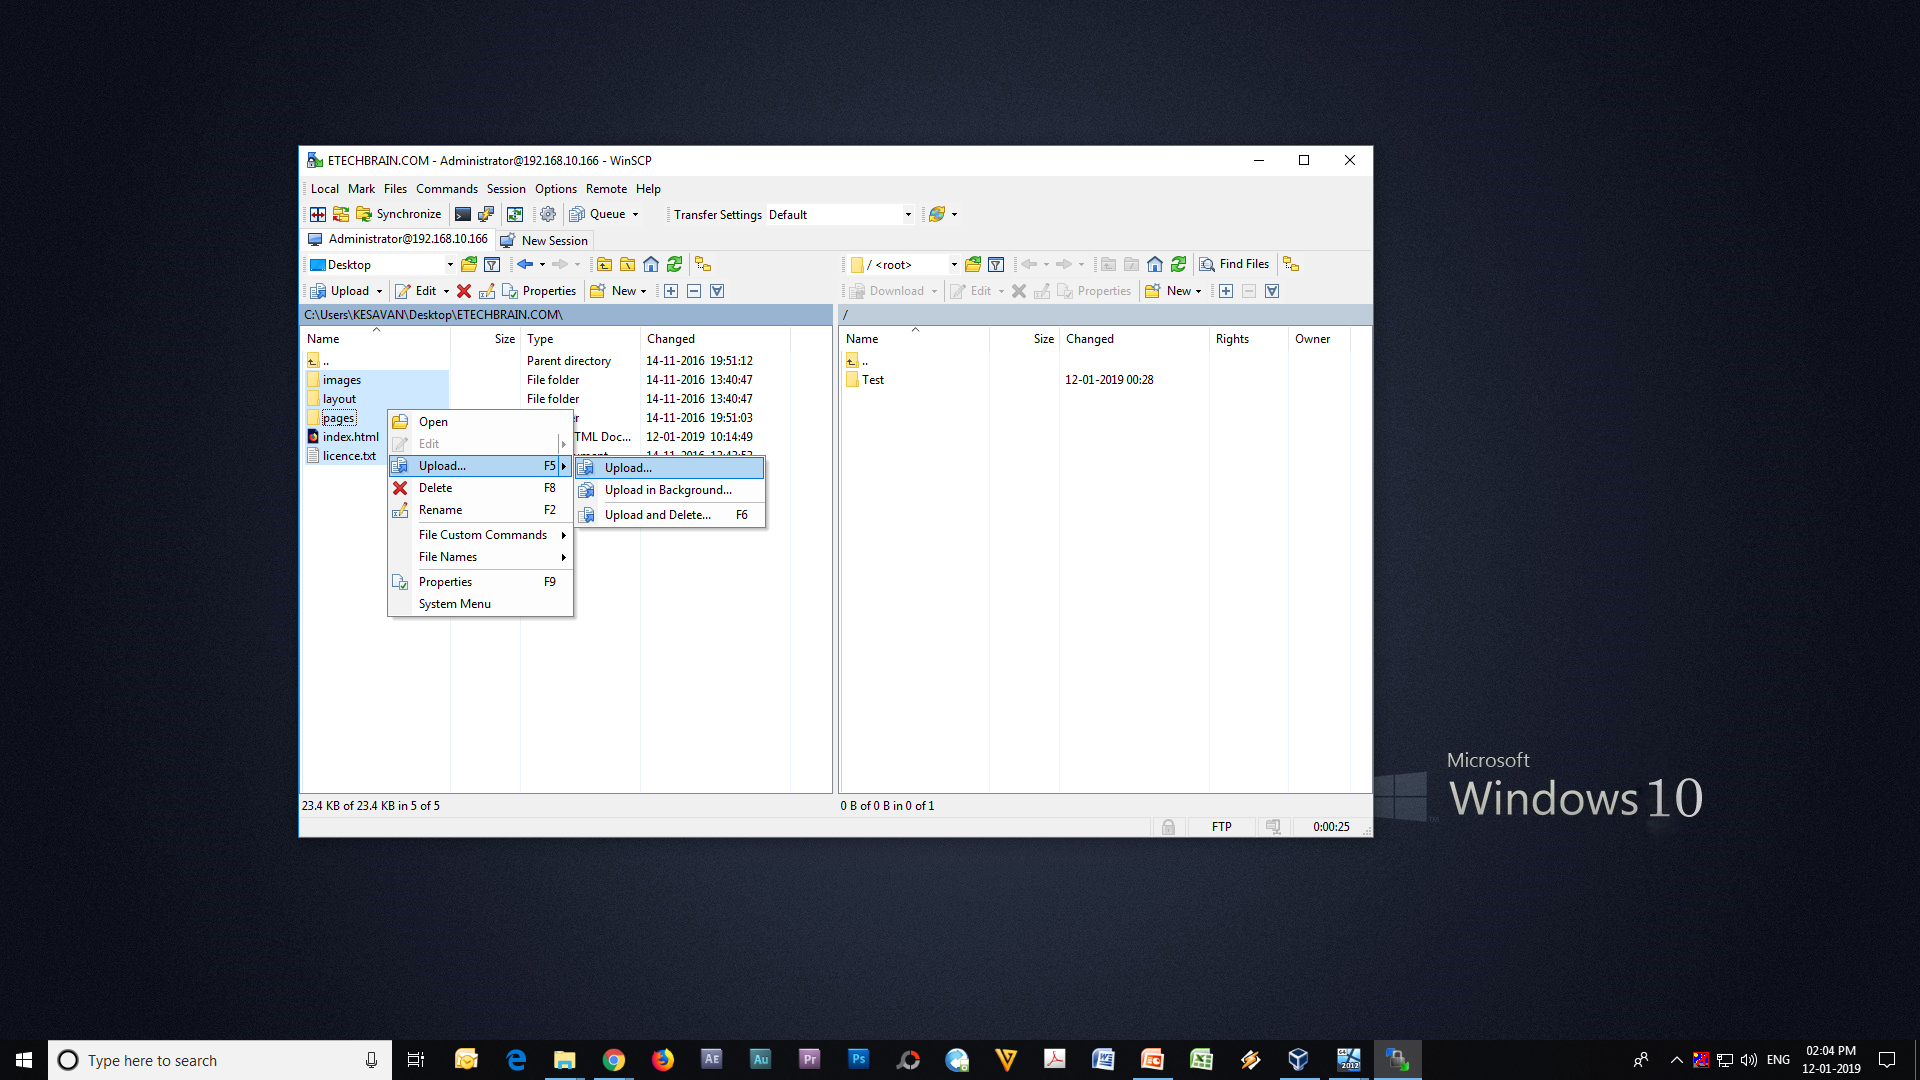 ETECHBRAIN.COM - Administrator@192.168.10.166 - WinSCP
Local Mark Files Commands Session Options Remote Help
Synchronize Queue Transfer Settings Default
Administrator@192.168.10.166 New Session
Desktop / <root> Find Files
Upload Edit Properties New Download Edit Properties New
C:\Users\KESAVAN\Desktop\ETECHBRAIN.COM\ /
Name Size Type Changed Name Size Changed Rights Owner
.. Parent directory 14-11-2016 19:51:12 ..
images File folder 14-11-2016 13:40:47 Test 12-01-2019 00:28
layout File folder 14-11-2016 13:40:47
pages 14-11-2016 19:51:03
index.html TML Doc... 12-01-2019 10:14:49
licence.txt
Open
Edit
Upload... F5
Delete F8
Rename F2
File Custom Commands
File Names
Properties F9
System Menu
Upload...
Upload in Background...
Upload and Delete... F6
23.4 KB of 23.4 KB in 5 of 5 0 B of 0 B in 0 of 1
FTP 0:00:25
Microsoft
Windows 10
Type here to search
AE Au Pr Ps
ENG
02:04 PM
12-01-2019